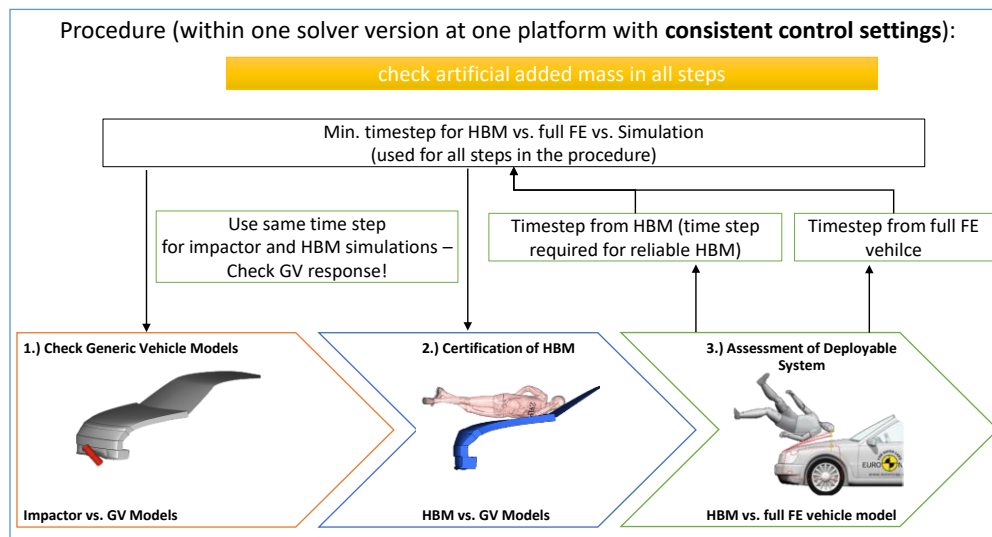 Procedure (within one solver version at one platform with consistent control settings):
check artificial added mass in all steps
Min. timestep for HBM vs. full FE vs. Simulation
(used for all steps in the procedure)
Use same time step
for impactor and HBM simulations –
Check GV response!
Timestep from HBM (time step
required for reliable HBM)
Timestep from full FE
vehilce
1.) Check Generic Vehicle Models
2.) Certification of HBM
3.) Assessment of Deployable
System
Impactor vs. GV Models
HBM vs. GV Models
HBM vs. full FE vehicle model